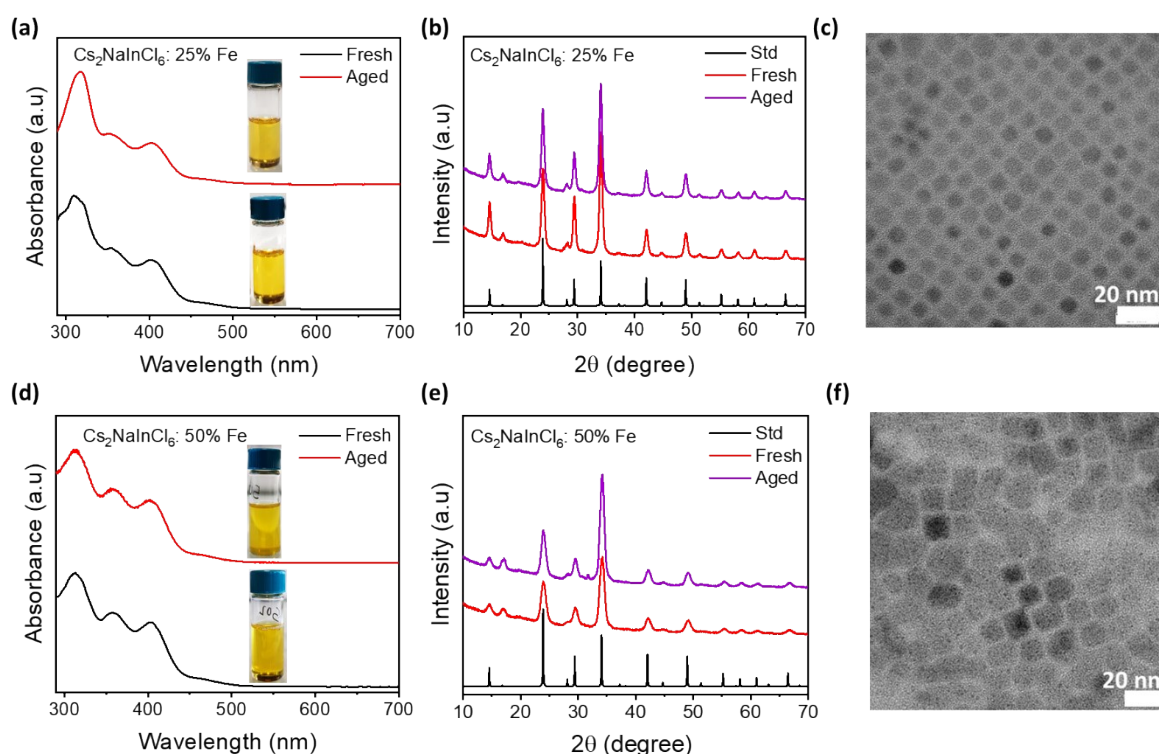 (a)
Cs₂NaInCl₆: 25% Fe
Fresh
Aged
Absorbance (a.u)
300 400 500 600 700
Wavelength (nm)
(b)
Cs₂NaInCl₆: 25% Fe
Std
Fresh
Aged
Intensity (a.u)
10 20 30 40 50 60 70
2θ (degree)
(c)
20 nm
(d)
Cs₂NaInCl₆: 50% Fe
Fresh
Aged
Absorbance (a.u)
300 400 500 600 700
Wavelength (nm)
(e)
Cs₂NaInCl₆: 50% Fe
Std
Fresh
Aged
Intensity (a.u)
10 20 30 40 50 60 70
2θ (degree)
(f)
20 nm